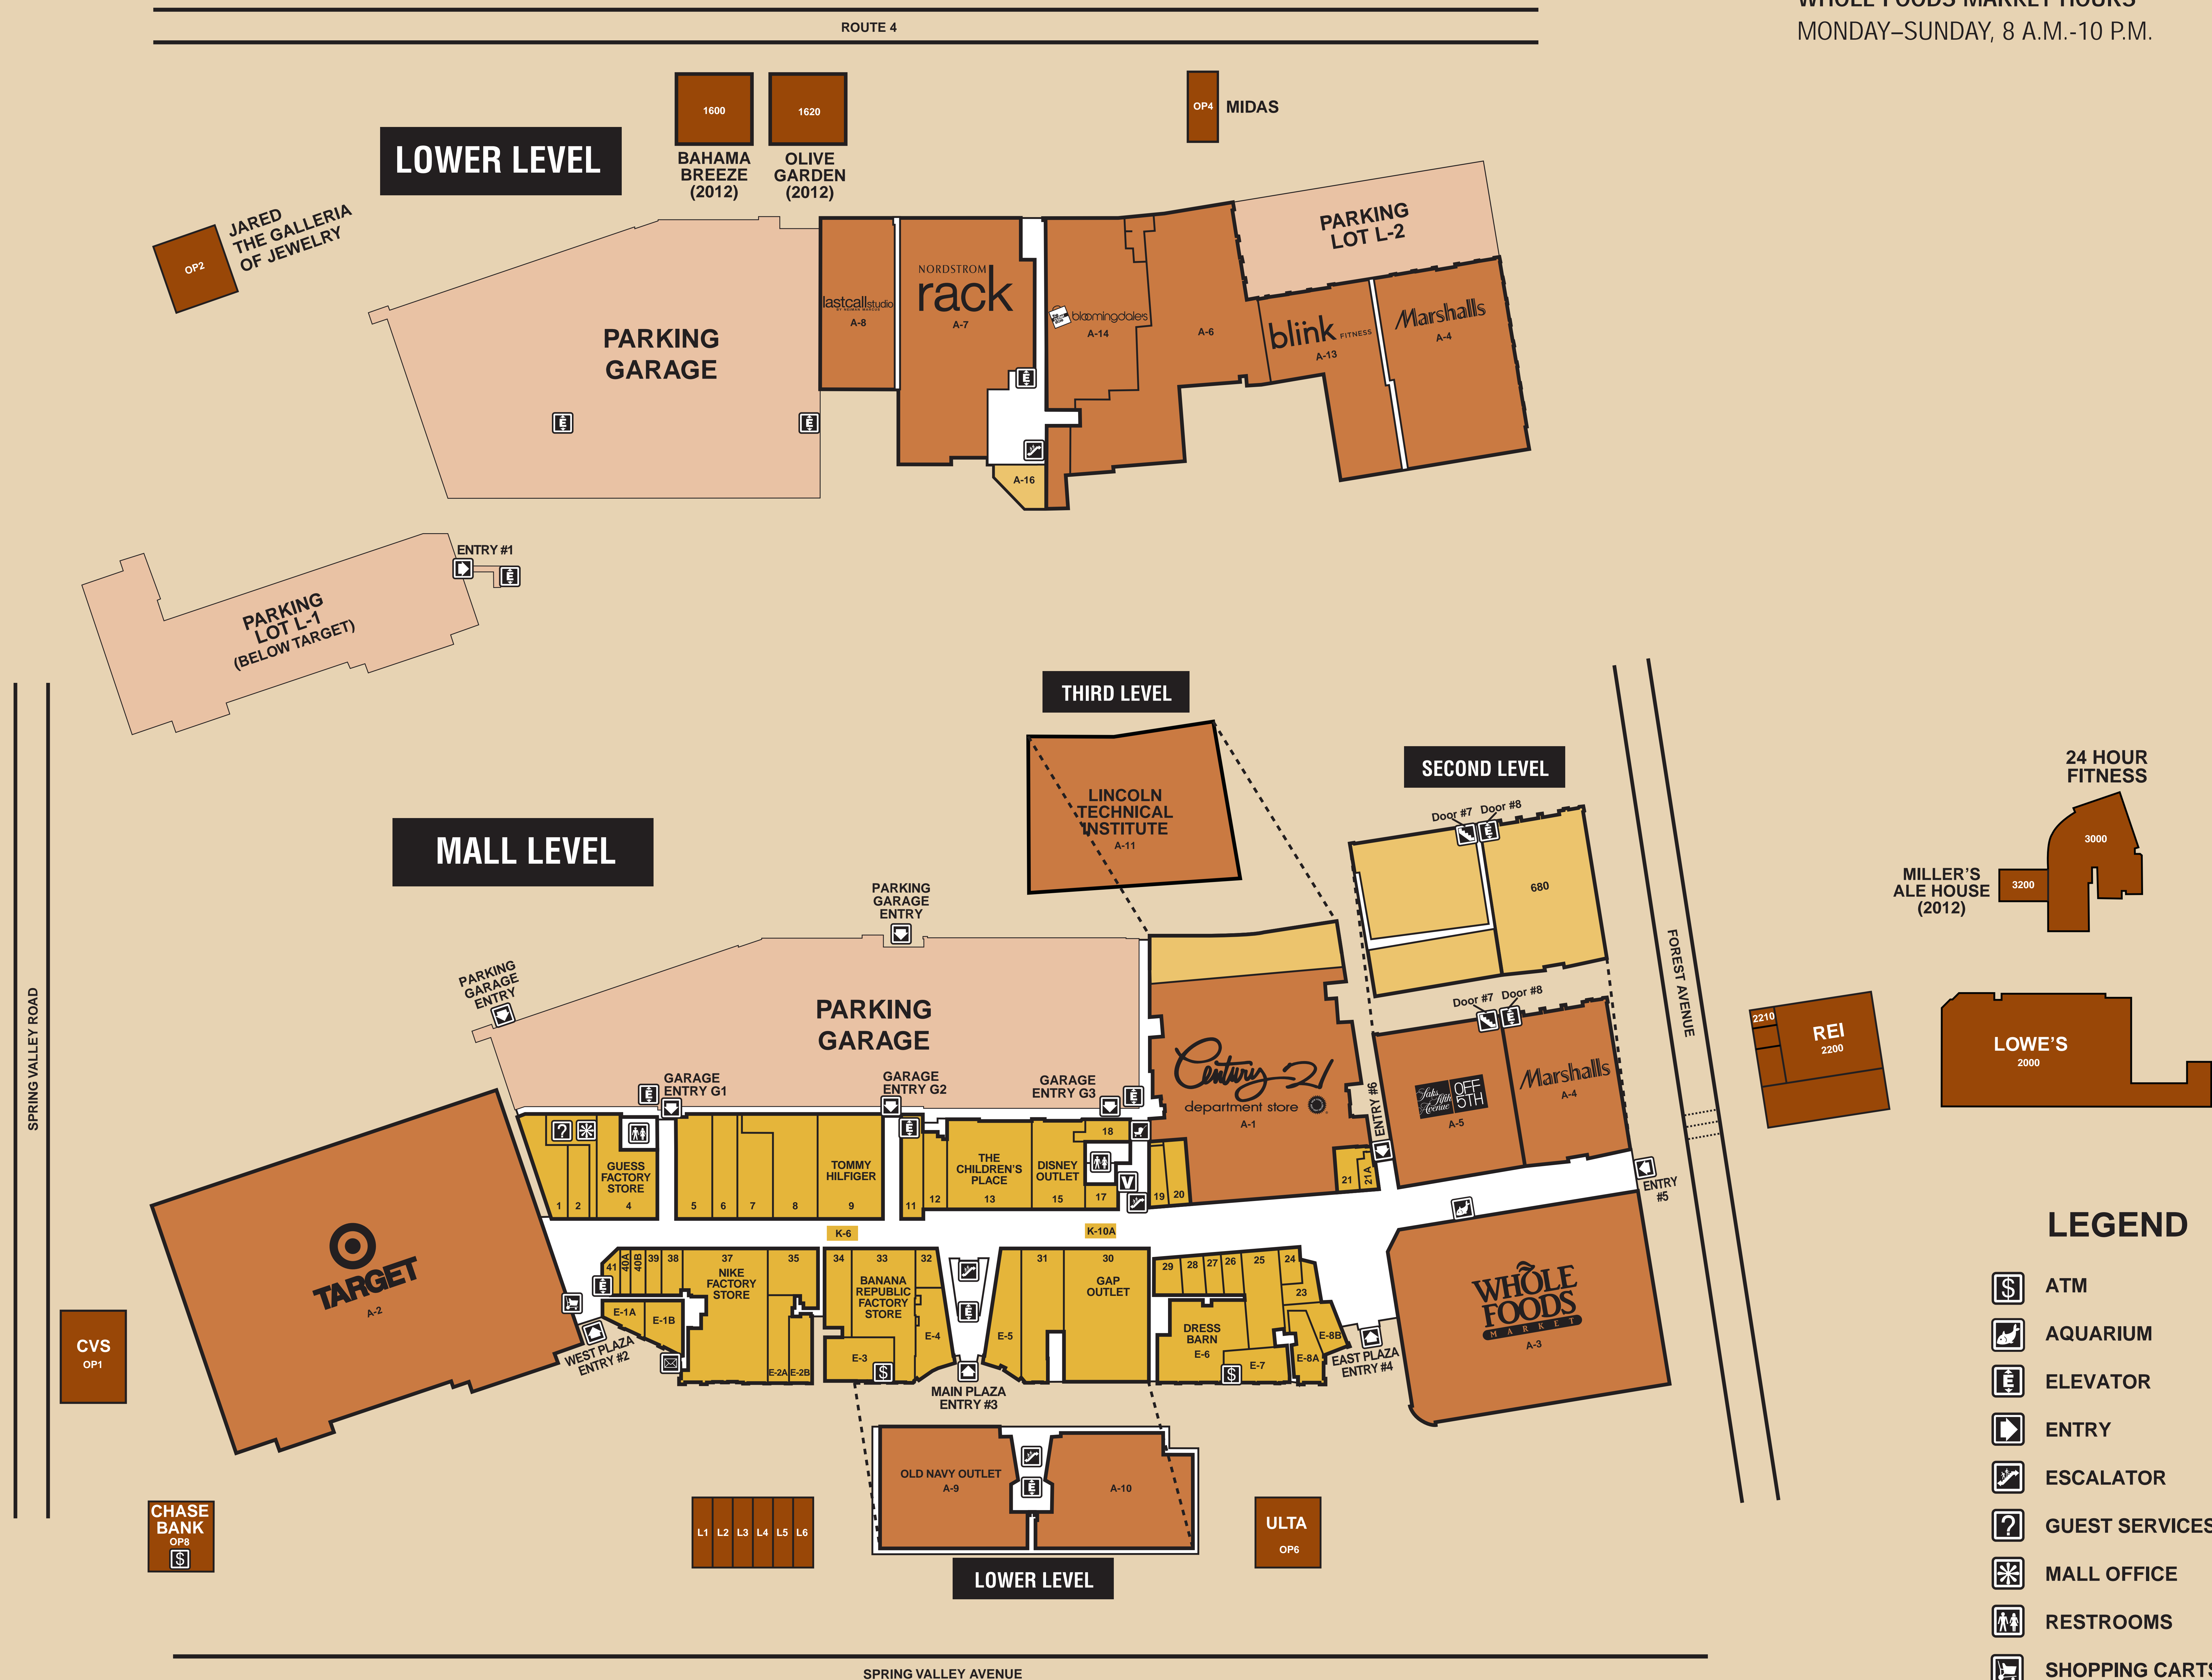 WHOLE FOODS MARKET HOURS
MONDAY–SUNDAY, 8 A.M.-10 P.M.
ROUTE 4
1600
1620
OP4
MIDAS
LOWER LEVEL
BAHAMA
BREEZE
(2012)
OLIVE
GARDEN
(2012)
OP2
JARED
THE GALLERIA
OF JEWELRY
PARKING
LOT L-2
PARKING
GARAGE
E
E
lastcallstudio
BY NEIMAN MARCUS
A-8
NORDSTROM
rack
A-7
E
bloomingdales
A-14
A-6
blink FITNESS
A-13
Marshalls
A-4
A-16
ENTRY #1
E
PARKING
LOT L-1
(BELOW TARGET)
SPRING VALLEY ROAD
THIRD LEVEL
LINCOLN
TECHNICAL
INSTITUTE
A-11
SECOND LEVEL
Door #7
Door #8
E
680
MALL LEVEL
24 HOUR
FITNESS
3000
MILLER'S
ALE HOUSE
(2012)
3200
FOREST AVENUE
PARKING
GARAGE
ENTRY
PARKING
GARAGE
ENTRY
PARKING
GARAGE
Door #7
Door #8
E
2210
REI
2200
LOWE'S
2000
E
GARAGE
ENTRY G1
GARAGE
ENTRY G2
GARAGE
ENTRY G3
E
Century 21
department store
A-1
ENTRY #6
Saks
Fifth
Avenue
OFF
5TH
A-5
Marshalls
A-4
ENTRY
#5
TARGET
A-2
?
1
2
GUESS
FACTORY
STORE
4
5
6
7
8
TOMMY
HILFIGER
9
E
11
12
THE
CHILDREN'S
PLACE
13
DISNEY
OUTLET
15
18
17
V
19
20
21
21A
K-6
K-10A
41
40A
40B
39
38
37
NIKE
FACTORY
STORE
35
34
33
BANANA
REPUBLIC
FACTORY
STORE
32
31
30
GAP
OUTLET
29
28
27
26
25
24
23
E
E-1A
E-1B
E-2A
E-2B
E-3
$
E-4
E
E-5
DRESS
BARN
E-6
E-7
$
E-8A
E-8B
WEST PLAZA
ENTRY #2
MAIN PLAZA
ENTRY #3
EAST PLAZA
ENTRY #4
WHOLE
FOODS
MARKET
A-3
CVS
OP1
CHASE
BANK
OP8
$
L1
L2
L3
L4
L5
L6
OLD NAVY OUTLET
A-9
E
A-10
ULTA
OP6
LOWER LEVEL
SPRING VALLEY AVENUE
LEGEND
$ ATM
AQUARIUM
E ELEVATOR
ENTRY
ESCALATOR
? GUEST SERVICES
MALL OFFICE
RESTROOMS
SHOPPING CARTS